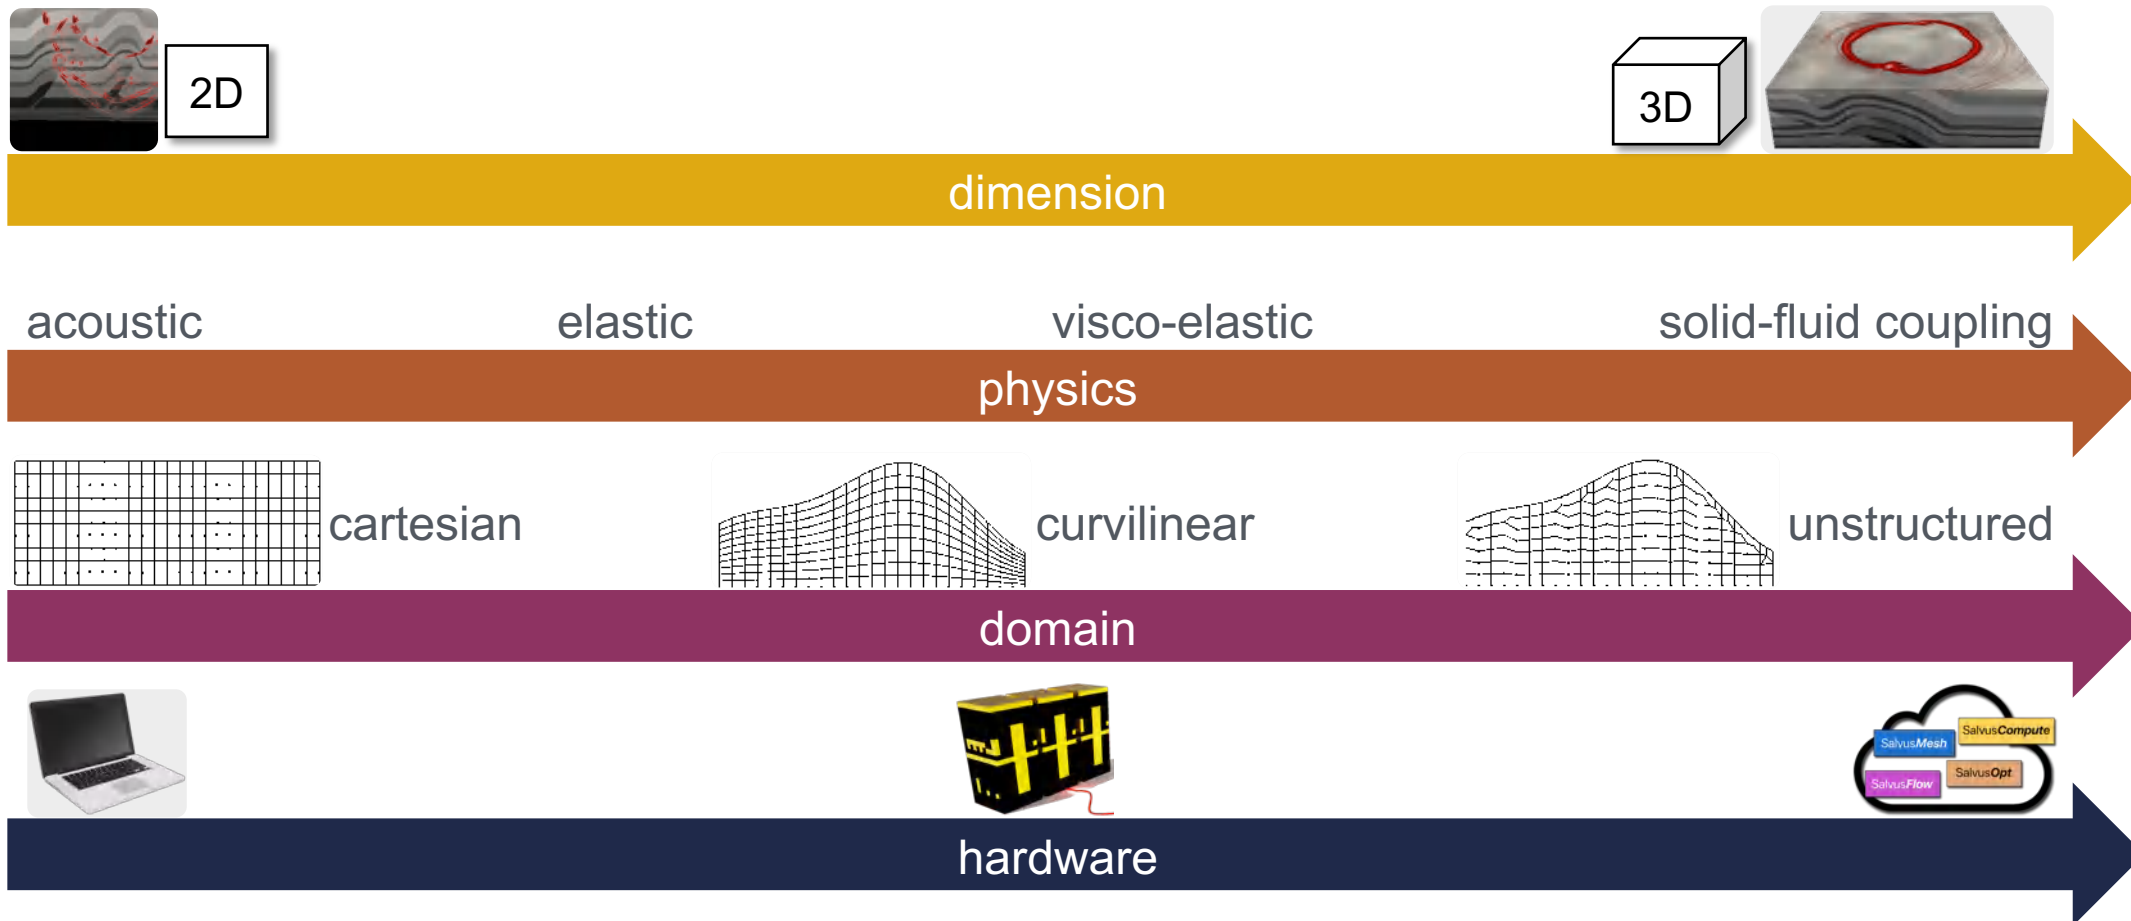 2D
3D
dimension
acoustic elastic visco-elastic solid-fluid coupling
physics
cartesian curvilinear unstructured
domain
SalvusCompute
SalvusMesh
SalvusOpt
SalvusFlow
hardware